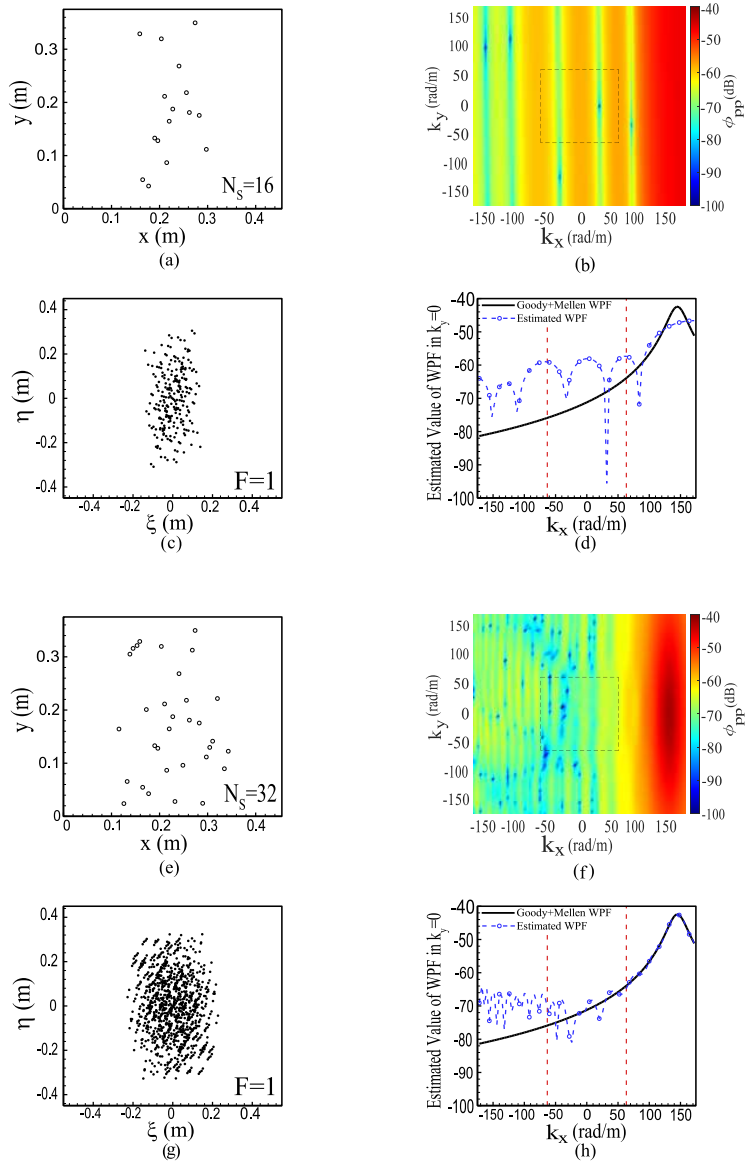 y (m)
0.3
0.2
0.1
0
N_S=16
0 0.1 0.2 0.3 0.4
x (m)
(a)
k_y (rad/m)
150
100
50
0
-50
-100
-150
-150 -100 -50 0 50 100 150
k_x (rad/m)
-40
-50
-60
-70
-80
-90
-100
ϕ_pp (dB)
(b)
η (m)
0.4
0.2
0
-0.2
-0.4
F=1
-0.4 -0.2 0 0.2 0.4
ξ (m)
(c)
Estimated Value of WPF in k_y=0
-40
-50
-60
-70
-80
-90
-100
Goody+Mellen WPF
Estimated WPF
-150 -100 -50 0 50 100 150
k_x (rad/m)
(d)
y (m)
0.3
0.2
0.1
0
N_S=32
0 0.1 0.2 0.3 0.4
x (m)
(e)
k_y (rad/m)
150
100
50
0
-50
-100
-150
-150 -100 -50 0 50 100 150
k_x (rad/m)
-40
-50
-60
-70
-80
-90
-100
ϕ_pp (dB)
(f)
η (m)
0.4
0.2
0
-0.2
-0.4
F=1
-0.4 -0.2 0 0.2 0.4
ξ (m)
(g)
Estimated Value of WPF in k_y=0
-40
-50
-60
-70
-80
-90
-100
Goody+Mellen WPF
Estimated WPF
-150 -100 -50 0 50 100 150
k_x (rad/m)
(h)